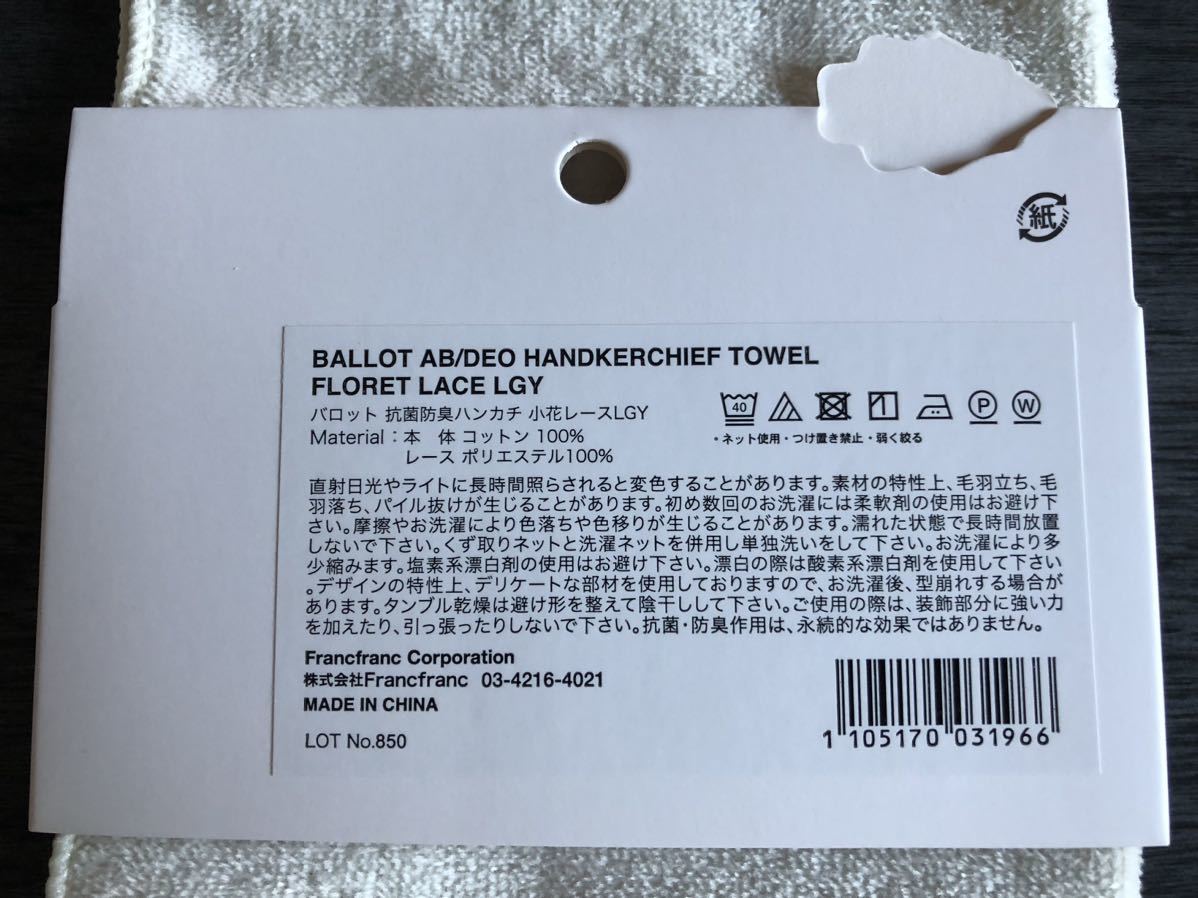 紙
BALLOT AB/DEO HANDKERCHIEF TOWEL
FLORET LACE LGY
バロット 抗菌防臭ハンカチ 小花レースLGY
Material：本 体 コットン 100%
レース ポリエステル100%
40 P W
・ネット使用・つけ置き禁止・弱く絞る
直射日光やライトに長時間照らされると変色することがあります。素材の特性上、毛羽立ち、毛
羽落ち、パイル抜けが生じることがあります。初め数回のお洗濯には柔軟剤の使用はお避け下
さい。摩擦やお洗濯により色落ちや色移りが生じることがあります。濡れた状態で長時間放置
しないで下さい。くず取りネットと洗濯ネットを併用し単独洗いをして下さい。お洗濯により多
少縮みます。塩素系漂白剤の使用はお避け下さい。漂白の際は酸素系漂白剤を使用して下さい
。デザインの特性上、デリケートな部材を使用しておりますので、お洗濯後、型崩れする場合が
あります。タンブル乾燥は避け形を整えて陰干しして下さい。ご使用の際は、装飾部分に強い力
を加えたり、引っ張ったりしないで下さい。抗菌・防臭作用は、永続的な効果ではありません。
Francfranc Corporation
株式会社Francfranc 03-4216-4021
MADE IN CHINA
LOT No.850
1 105170 031966